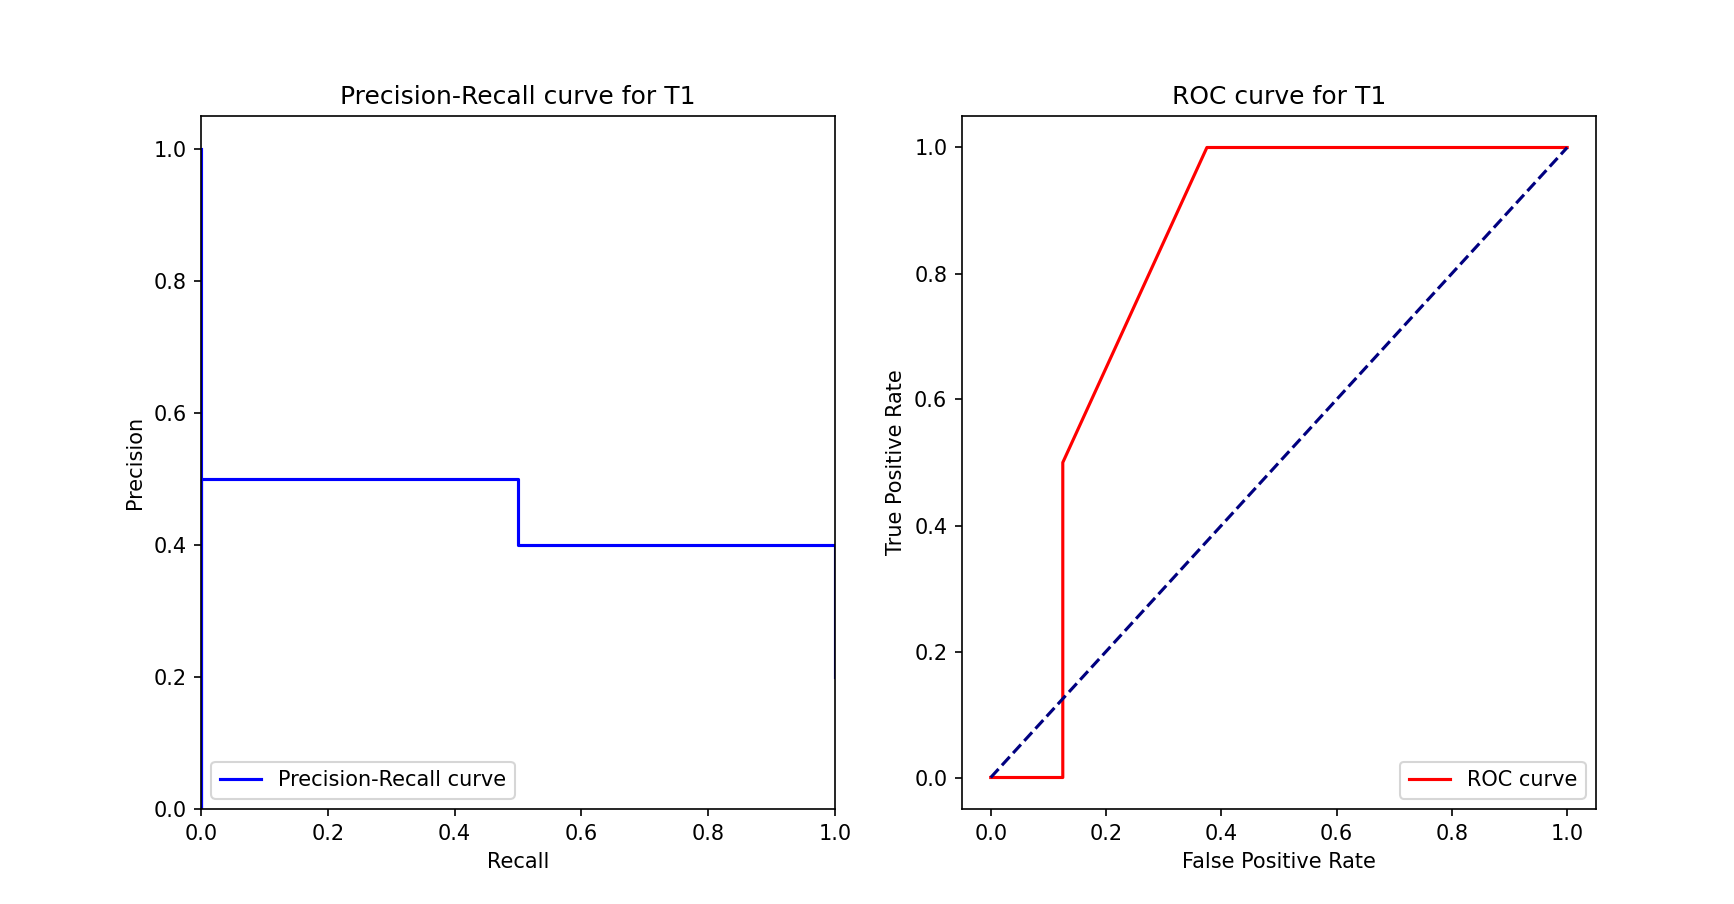 Precision-Recall curve for T1
1.0
0.8
0.6
0.4
0.2
0.0
Precision
0.0 0.2 0.4 0.6 0.8 1.0
Recall
Precision-Recall curve
ROC curve for T1
1.0
0.8
0.6
0.4
0.2
0.0
True Positive Rate
0.0 0.2 0.4 0.6 0.8 1.0
False Positive Rate
ROC curve